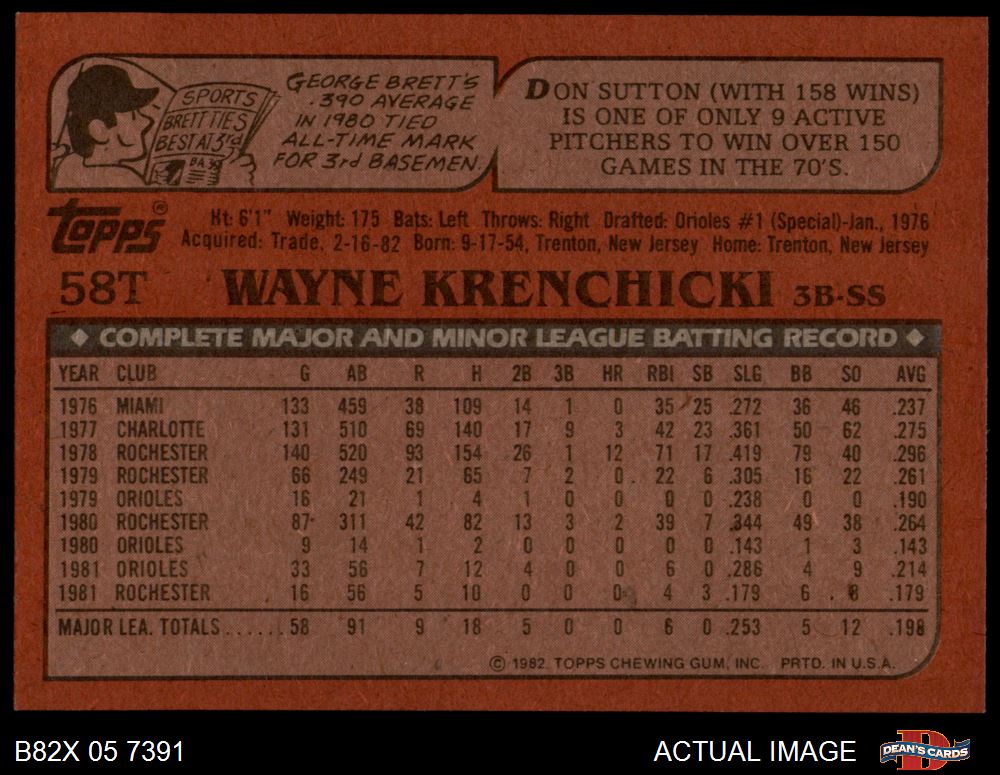 SPORTS
BRETT TIES
BEST AT 3rd
BA
GEORGE BRETT'S
.390 AVERAGE
IN 1980 TIED
ALL-TIME MARK
FOR 3rd BASEMEN.
DON SUTTON (WITH 158 WINS)
IS ONE OF ONLY 9 ACTIVE
PITCHERS TO WIN OVER 150
GAMES IN THE 70'S.
TOPPS®
Ht: 6'1" Weight: 175 Bats: Left Throws: Right Drafted: Orioles #1 (Special)-Jan., 1976
Acquired: Trade, 2-16-82 Born: 9-17-54, Trenton, New Jersey Home: Trenton, New Jersey
58T WAYNE KRENCHICKI 3B-SS
◆ COMPLETE MAJOR AND MINOR LEAGUE BATTING RECORD ◆
YEAR CLUB G AB R H 2B 3B HR RBI SB SLG BB SO AVG
1976 MIAMI 133 459 38 109 14 1 0 35 25 .272 36 46 .237
1977 CHARLOTTE 131 510 69 140 17 9 3 42 23 .361 50 62 .275
1978 ROCHESTER 140 520 93 154 26 1 12 71 17 .419 79 40 .296
1979 ROCHESTER 66 249 21 65 7 2 0 22 6 .305 16 22 .261
1979 ORIOLES 16 21 1 4 1 0 0 0 0 .238 0 0 .190
1980 ROCHESTER 87 311 42 82 13 3 2 39 7 .344 49 38 .264
1980 ORIOLES 9 14 1 2 0 0 0 0 0 .143 1 3 .143
1981 ORIOLES 33 56 7 12 4 0 0 6 0 .286 4 9 .214
1981 ROCHESTER 16 56 5 10 0 0 0 4 3 .179 6 8 .179
MAJOR LEA. TOTALS...... 58 91 9 18 5 0 0 6 0 .253 5 12 .198
© 1982 TOPPS CHEWING GUM, INC. PRTD. IN U.S.A.
B82X 05 7391
ACTUAL IMAGE
D
DEAN'S CARDS